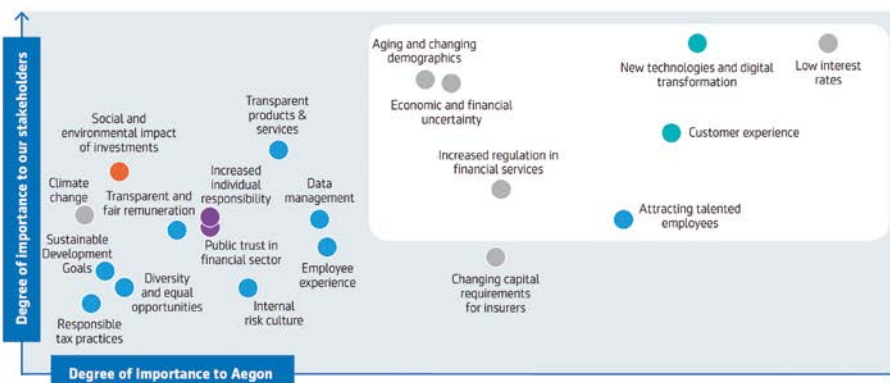 Degree of importance to our stakeholders
Aging and changing
demographics
New technologies and digital
transformation
Low interest
rates
Economic and financial
uncertainty
Transparent
products &
services
Social and
environmental impact
of investments
Customer experience
Increased regulation in
financial services
Increased
individual
responsibility
Climate
change
Transparent and
fair remuneration
Data
management
Attracting talented
employees
Public trust in
financial sector
Sustainable
Development
Goals
Employee
experience
Diversity
and equal
opportunities
Internal
risk culture
Changing capital
requirements
for insurers
Responsible
tax practices
Degree of Importance to Aegon